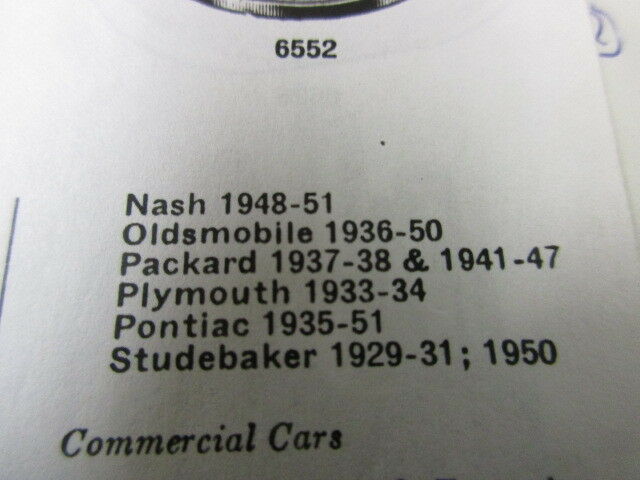 6552
2
Nash 1948-51
Oldsmobile 1936-50
Packard 1937-38 & 1941-47
Plymouth 1933-34
Pontiac 1935-51
Studebaker 1929-31; 1950
Commercial Cars